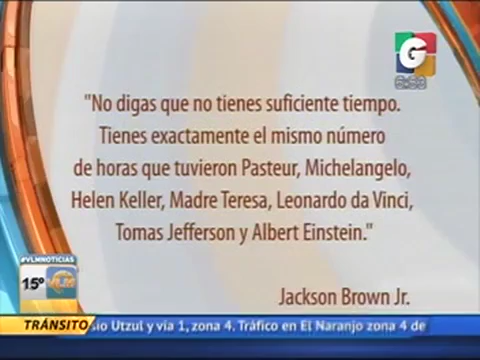 G
"No digas que no tienes suficiente tiempo.
Tienes exactamente el mismo número
de horas que tuvieron Pasteur, Michelangelo,
Helen Keller, Madre Teresa, Leonardo da Vinci,
Tomas Jefferson y Albert Einstein."
Jackson Brown Jr.
#VLMNOTICIAS
15° VLM
TRÁNSITO sio Utzul y vía 1, zona 4. Tráfico en El Naranjo zona 4 de